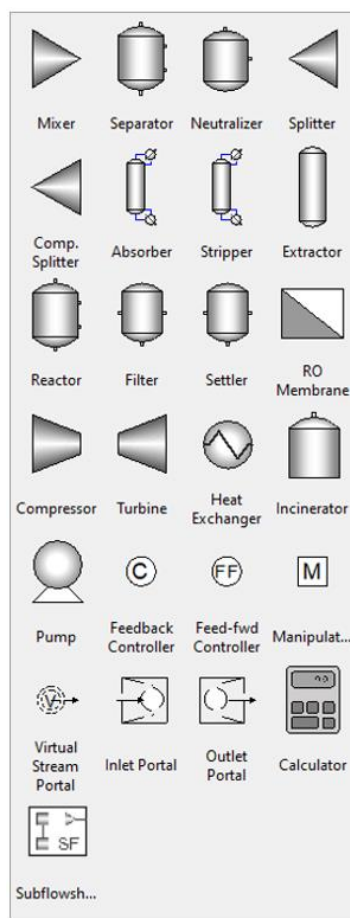 Mixer Separator Neutralizer Splitter
Comp.
Splitter
Absorber Stripper Extractor
Reactor Filter Settler
RO
Membrane
Compressor Turbine
Heat
Exchanger
Incinerator
C FF M
Pump
Feedback
Controller
Feed-fwd
Controller
Manipulat...
V
Virtual
Stream
Portal
Inlet Portal
Outlet
Portal
Calculator
SF
Subflowsh...